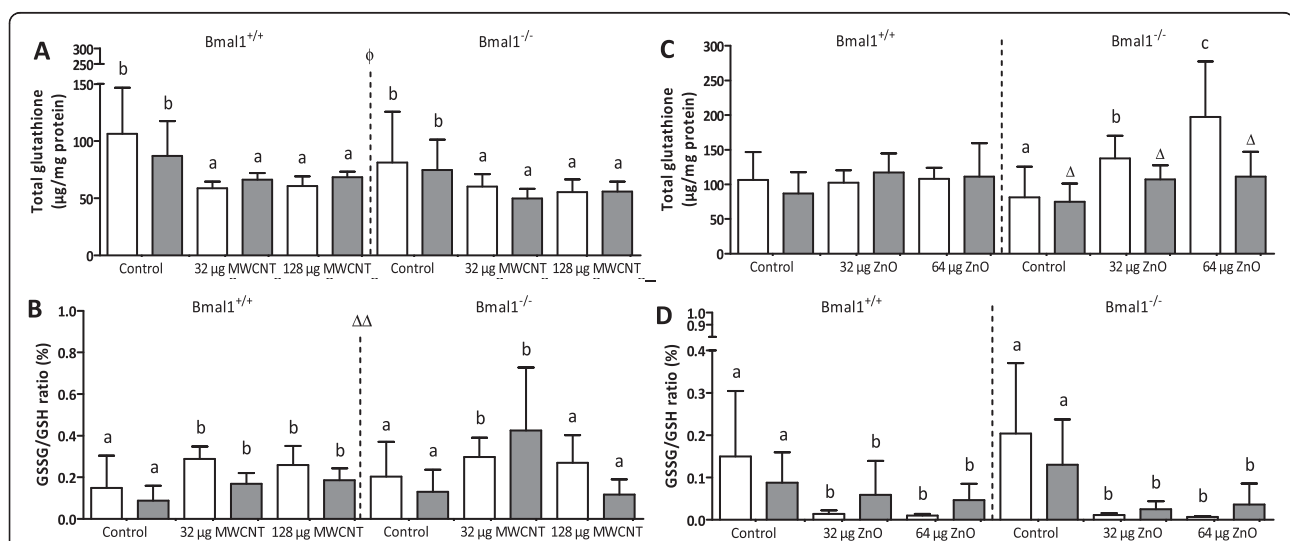 A
Bmal1+/+
ϕ
Bmal1-/-
Total glutathione
(µg/mg protein)
300
250
150
100
50
0
b b a a a a b b a a a a
Control 32 µg MWCNT 128 µg MWCNT Control 32 µg MWCNT 128 µg MWCNT
B
Bmal1+/+
ΔΔ
Bmal1-/-
GSSG/GSH ratio (%)
1.0
0.8
0.6
0.4
0.2
0.0
a a b b b b a a b b a a
Control 32 µg MWCNT 128 µg MWCNT Control 32 µg MWCNT 128 µg MWCNT
C
Bmal1+/+
Bmal1-/-
Total glutathione
(µg/mg protein)
300
250
200
150
100
50
0
a Δ b Δ c Δ
Control 32 µg ZnO 64 µg ZnO Control 32 µg ZnO 64 µg ZnO
D
Bmal1+/+
Bmal1-/-
GSSG/GSH ratio (%)
1.0
0.9
0.4
0.3
0.2
0.1
0.0
a a b b b b a a b b b b
Control 32 µg ZnO 64 µg ZnO Control 32 µg ZnO 64 µg ZnO